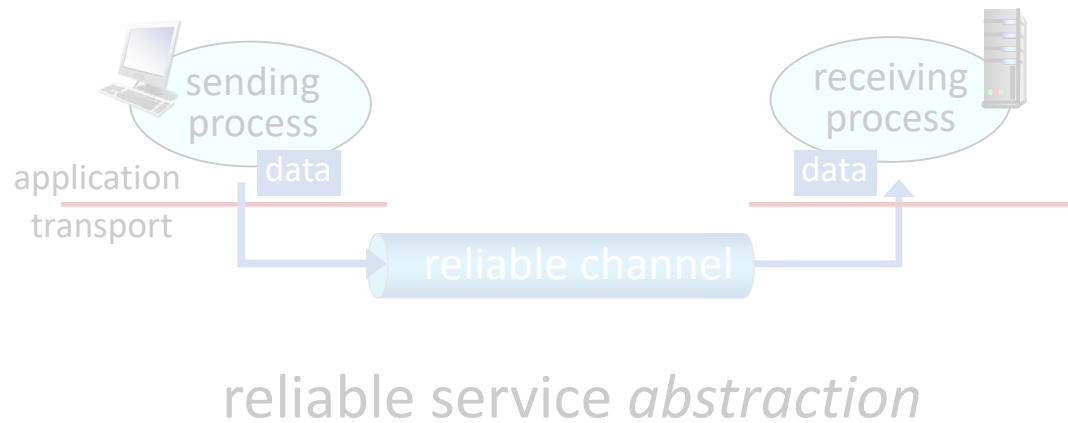 sending
process
receiving
process
data
data
application
transport
reliable channel
reliable service abstraction